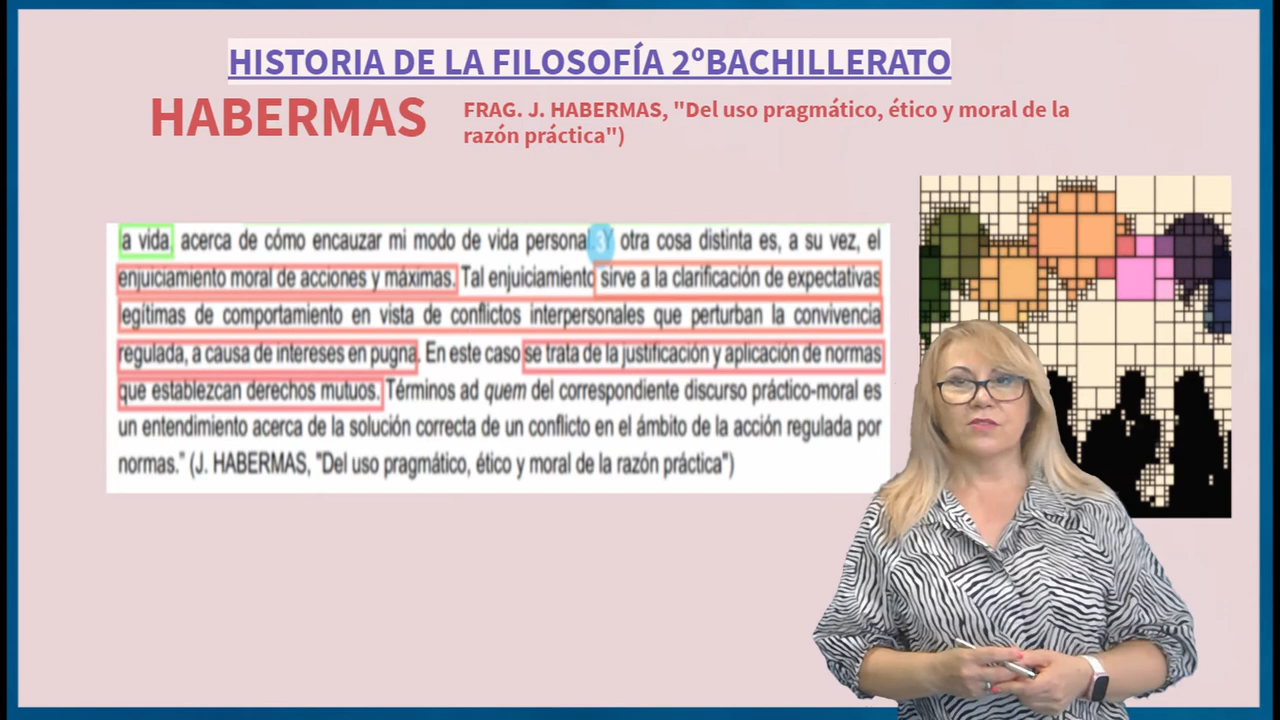 HISTORIA DE LA FILOSOFÍA 2ºBACHILLERATO
HABERMAS
FRAG. J. HABERMAS, "Del uso pragmático, ético y moral de la
razón práctica")
a vida, acerca de cómo encauzar mi modo de vida personal. 3Y otra cosa distinta es, a su vez, el
enjuiciamiento moral de acciones y máximas. Tal enjuiciamiento sirve a la clarificación de expectativas
egítimas de comportamiento en vista de conflictos interpersonales que perturban la convivencia
regulada, a causa de intereses en pugna. En este caso se trata de la justificación y aplicación de normas
que establezcan derechos mutuos. Términos ad quem del correspondiente discurso práctico-moral es
un entendimiento acerca de la solución correcta de un conflicto en el ámbito de la acción regulada por
normas." (J. HABERMAS, "Del uso pragmático, ético y moral de la razón práctica")